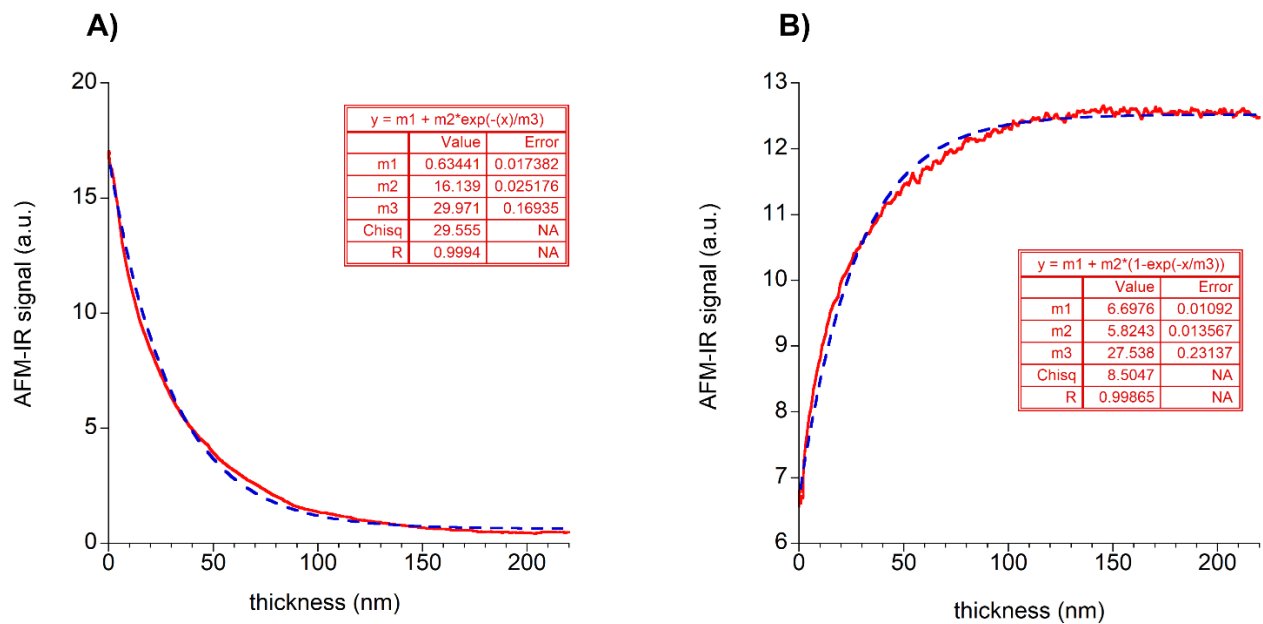 A)
20
15
10
5
0
0
50
100
150
200
AFM-IR signal (a.u.)
thickness (nm)
y = m1 + m2*exp(-(x)/m3)
Value Error
m1 0.63441 0.017382
m2 16.139 0.025176
m3 29.971 0.16935
Chisq 29.555 NA
R 0.9994 NA
B)
13
12
11
10
9
8
7
6
0
50
100
150
200
AFM-IR signal (a.u.)
thickness (nm)
y = m1 + m2*(1-exp(-x/m3))
Value Error
m1 6.6976 0.01092
m2 5.8243 0.013567
m3 27.538 0.23137
Chisq 8.5047 NA
R 0.99865 NA